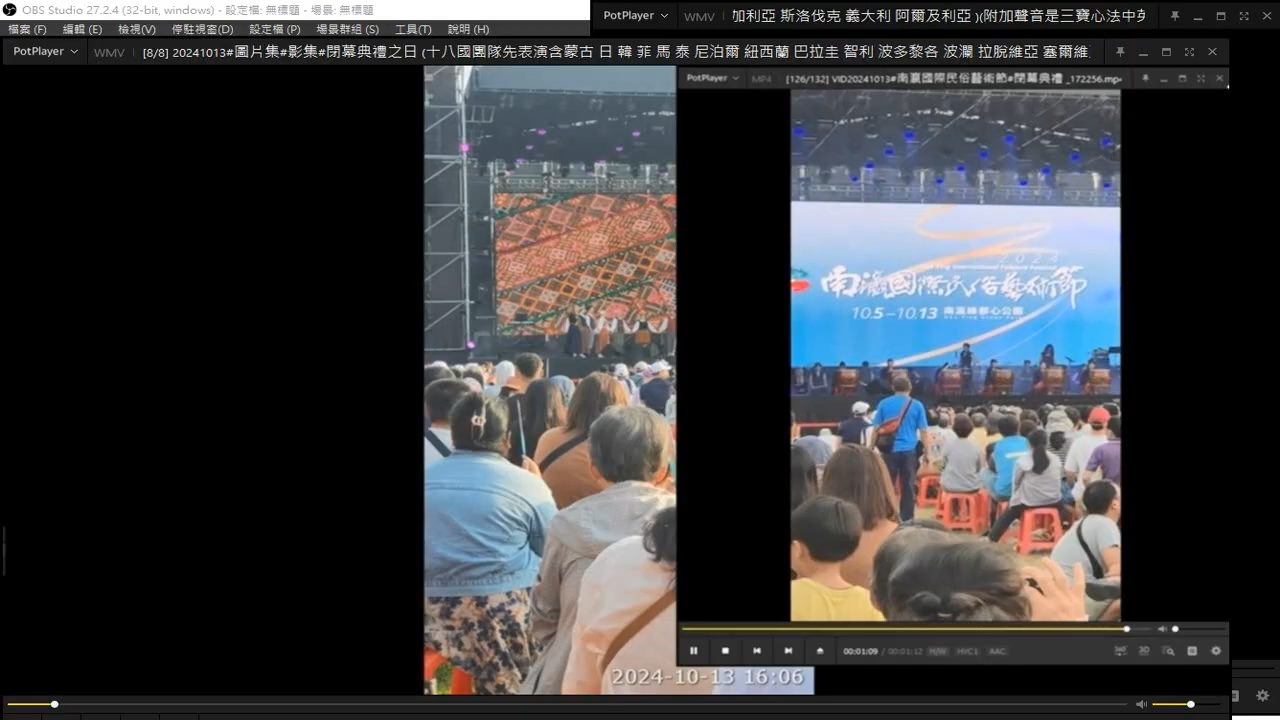 OBS Studio 27.2.4 (32-bit, windows) - 設定檔: 無標題 - 場景: 無標題
PotPlayer WMV 加利亞 斯洛伐克 義大利 阿爾及利亞 )(附加聲音是三寶心法中英
檔案 (F) 編輯 (E) 檢視(V) 停駐視窗(D) 設定檔 (P) 場景群組 (S) 工具(T) 說明 (H)
PotPlayer WMV [8/8] 20241013#圖片集#影集#閉幕典禮之日 (十八國團隊先表演含蒙古 日 韓 菲 馬 泰 尼泊爾 紐西蘭 巴拉圭 智利 波多黎各 波瀾 拉脫維亞 塞爾維
PotPlayer MP4 [126/132] VID20241013#南瀛國際民俗藝術節#閉幕典禮 _172256.mp4
2024
南瀛國際民俗藝術節
10.5-10.13 南瀛綠都心公園
00:01:09 / 00:01:12 H/W HVC1 AAC
3D
2024-10-13 16:06